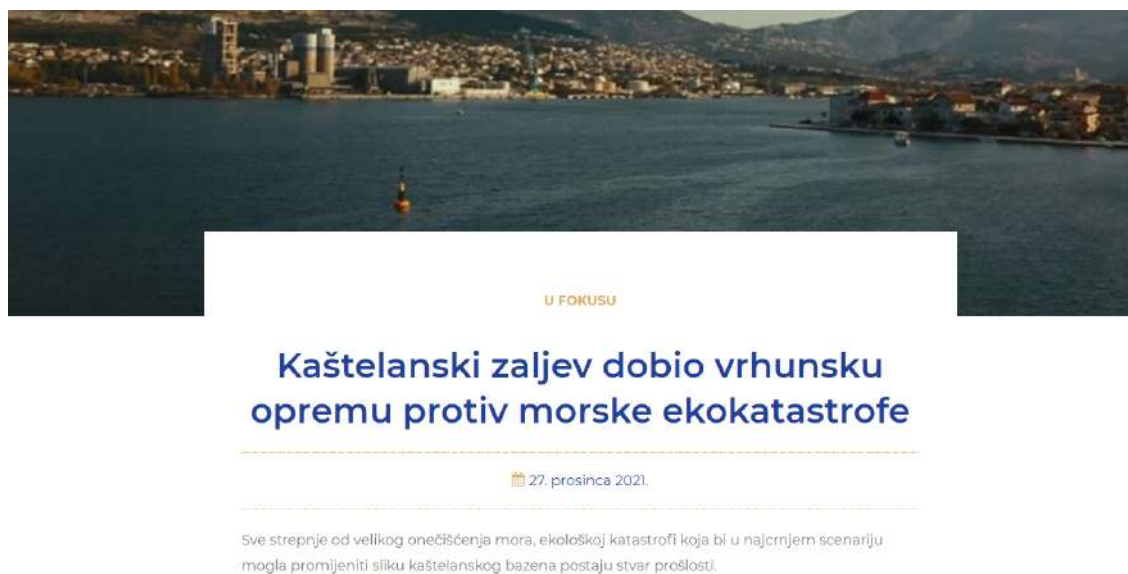 U FOKUSU
Kaštelanski zaljev dobio vrhunsku
opremu protiv morske ekokatastrofe
27. prosinca 2021.
Sve strepnje od velikog onečišćenja mora, ekološkoj katastrofi koja bi u najcrnjem scenariju
mogla promijeniti sliku kaštelanskog bazena postaju stvar prošlosti.